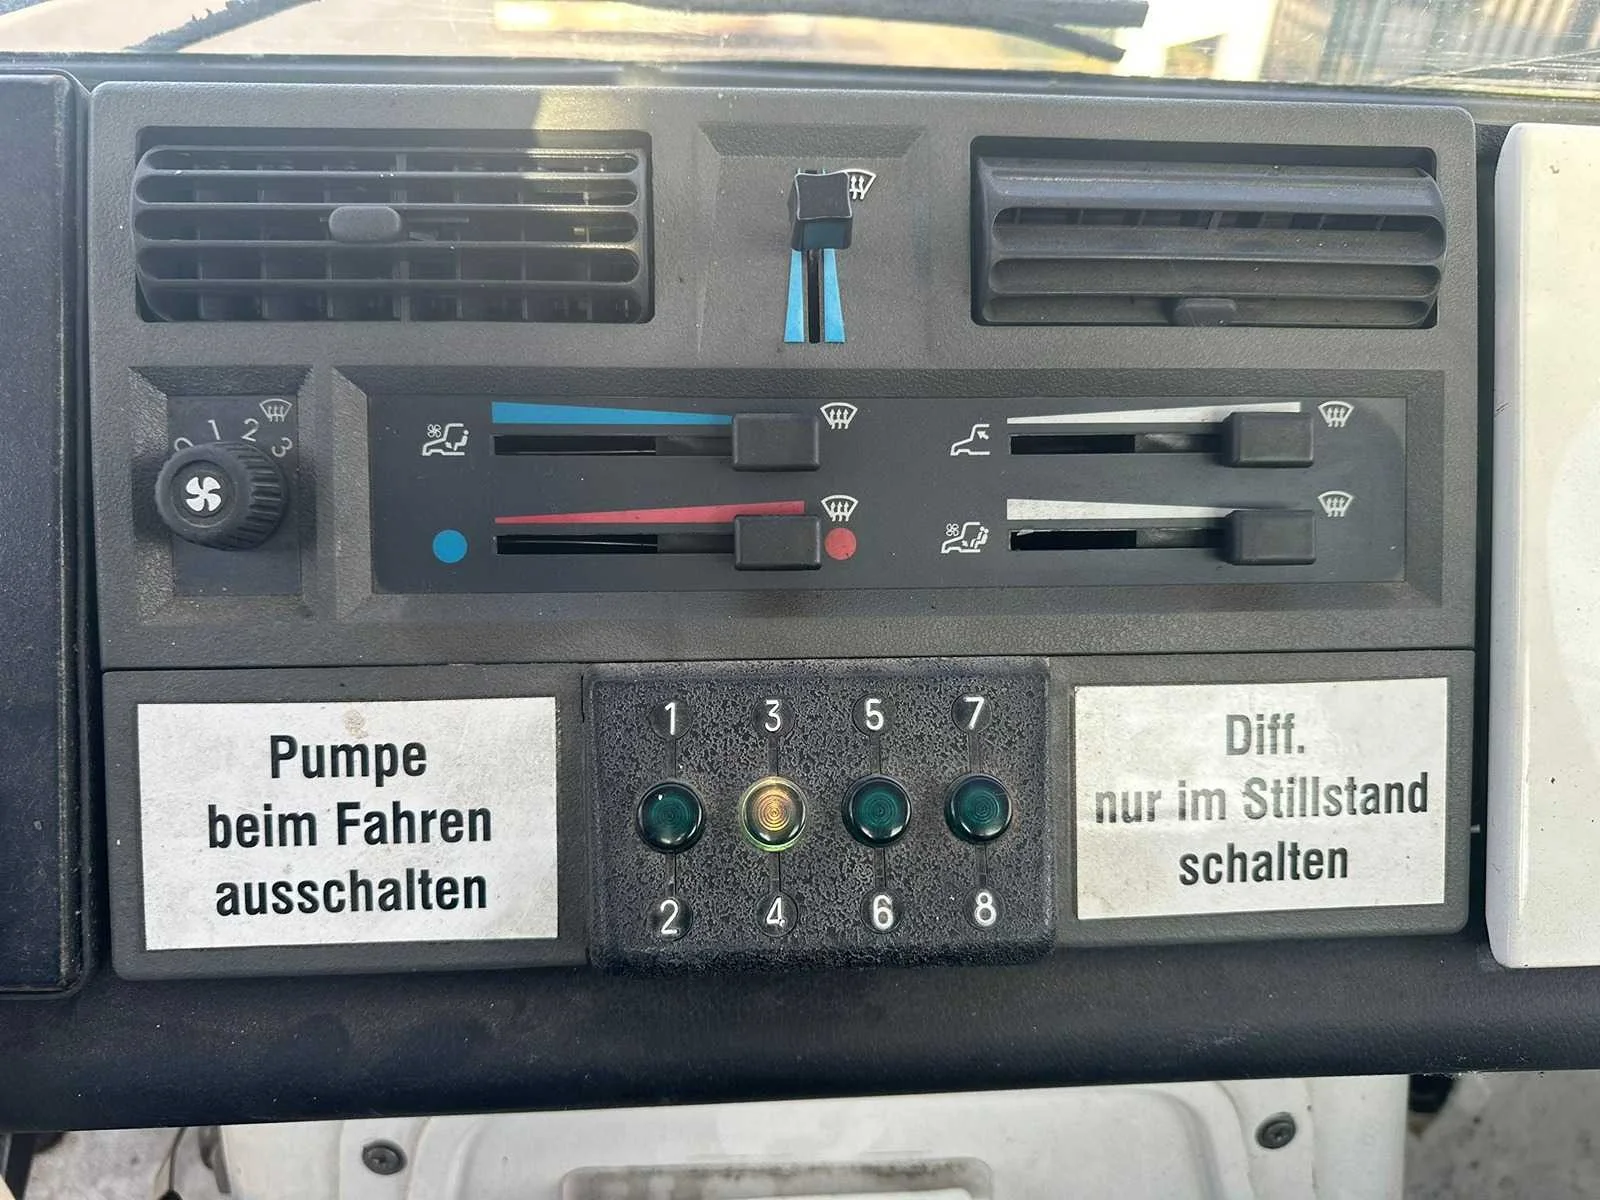 0 1 2 3
Pumpe
beim Fahren
ausschalten
1 3 5 7
2 4 6 8
Diff.
nur im Stillstand
schalten